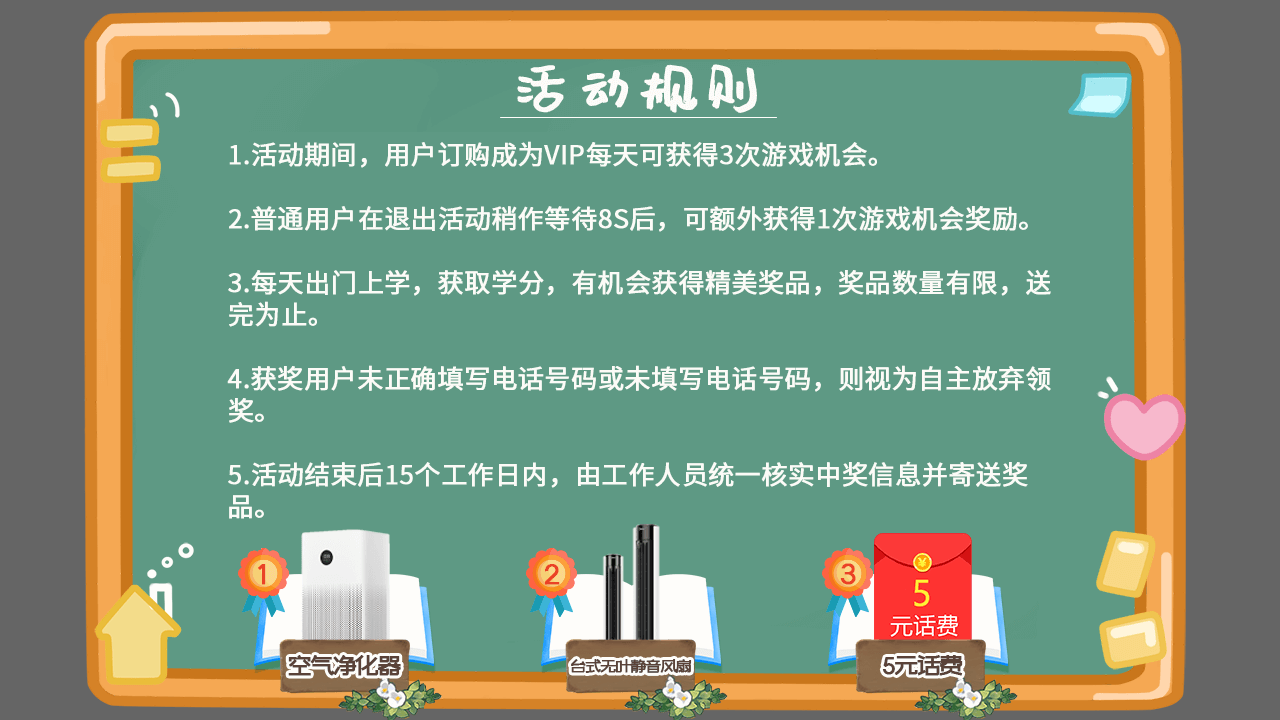 活动规则
1.活动期间，用户订购成为VIP每天可获得3次游戏机会。
2.普通用户在退出活动稍作等待8S后，可额外获得1次游戏机会奖励。
3.每天出门上学，获取学分，有机会获得精美奖品，奖品数量有限，送
完为止。
4.获奖用户未正确填写电话号码或未填写电话号码，则视为自主放弃领
奖。
5.活动结束后15个工作日内，由工作人员统一核实中奖信息并寄送奖
品。
1
2
3
¥
5
元话费
空气净化器
台式无叶静音风扇
5元话费